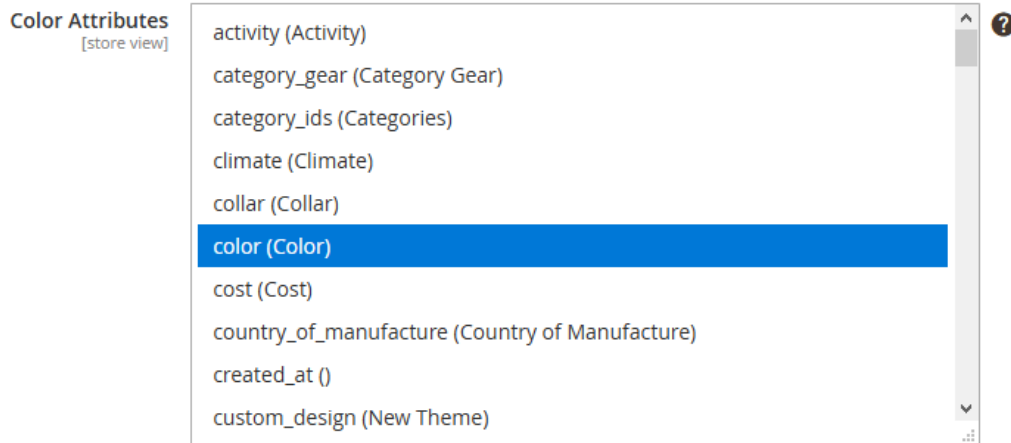 Color Attributes
[store view]
activity (Activity)
category_gear (Category Gear)
category_ids (Categories)
climate (Climate)
collar (Collar)
color (Color)
cost (Cost)
country_of_manufacture (Country of Manufacture)
created_at ()
custom_design (New Theme)
?